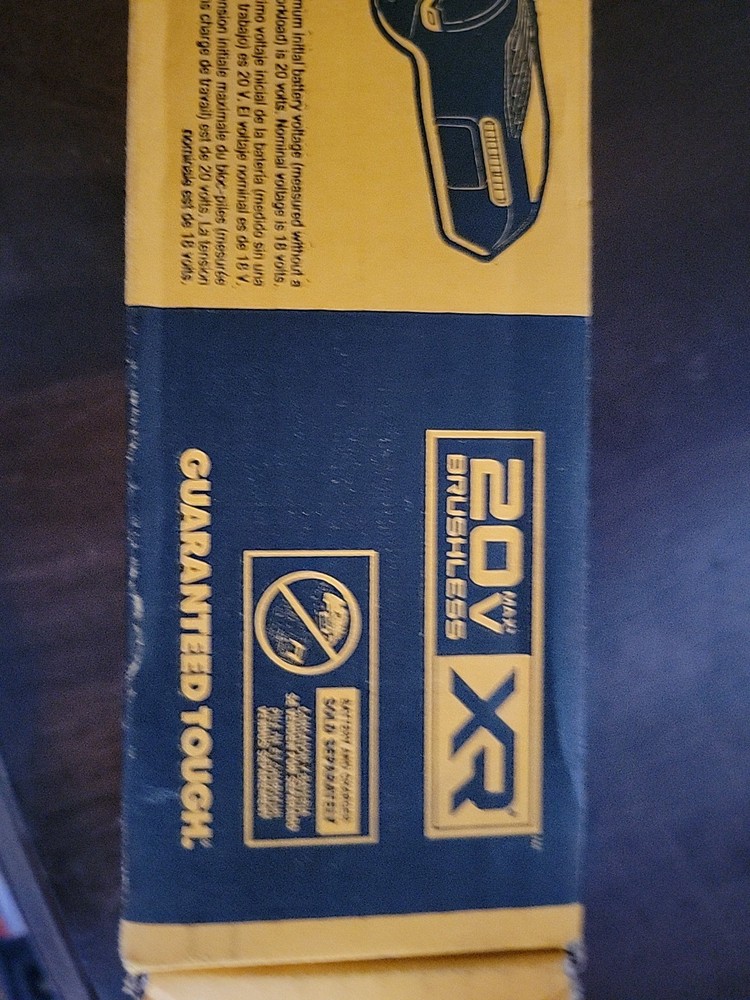 mum initial battery voltage (measured without a
orkload) is 20 volts. Nominal voltage is 18 volts.
imo voltaje inicial de la batería (medido sin una
trabajo) es 20 V. El voltaje nominal es de 18 V.
nsion initiale maximale du bloc-piles (mesurée
s charge de travail) est de 20 volts. La tension
nominale est de 18 volts.
20V MAX*
BRUSHLESS
XR
BATTERY AND CHARGER
SOLD SEPARATELY
GUARANTEED TOUGH.